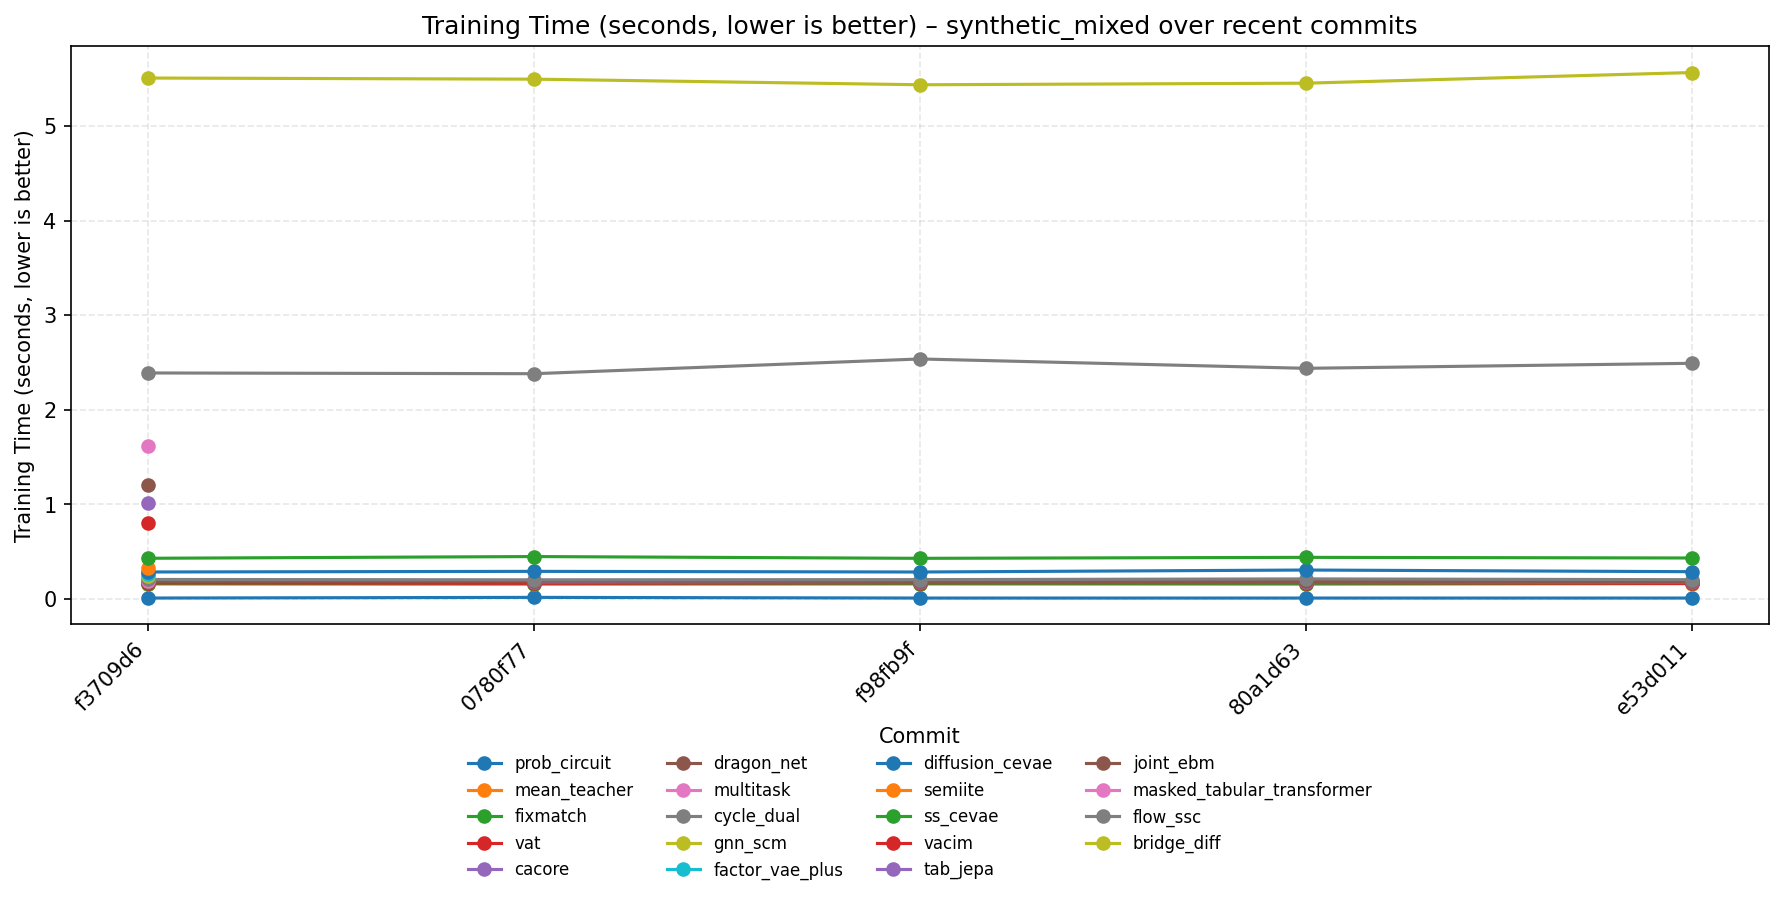 Training Time (seconds, lower is better) – synthetic_mixed over recent commits
Training Time (seconds, lower is better)
5
4
3
2
1
0
f3709d6
0780f77
f98fb9f
80a1d63
e53d011
Commit
prob_circuit
mean_teacher
fixmatch
vat
cacore
dragon_net
multitask
cycle_dual
gnn_scm
factor_vae_plus
diffusion_cevae
semiite
ss_cevae
vacim
tab_jepa
joint_ebm
masked_tabular_transformer
flow_ssc
bridge_diff